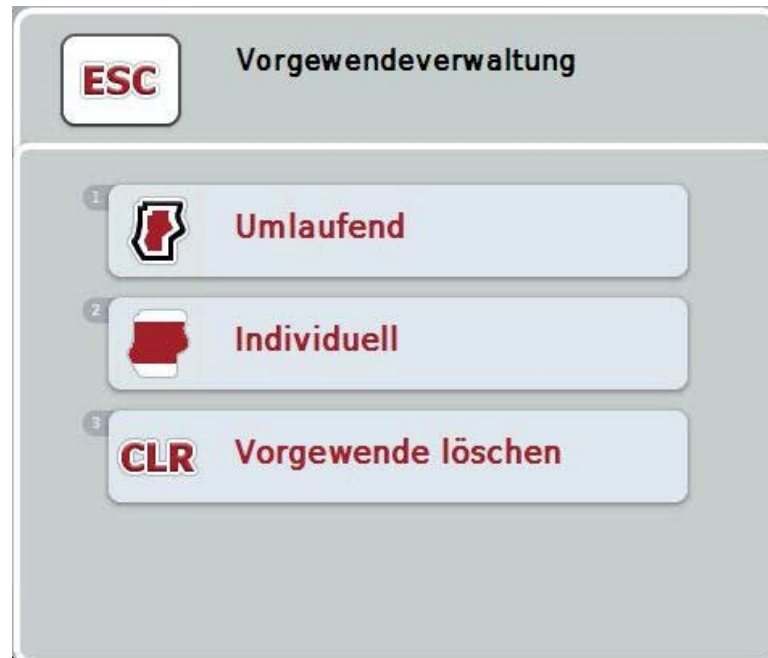 ESC
Vorgewendeverwaltung
1
Umlaufend
2
Individuell
3
CLR Vorgewende löschen